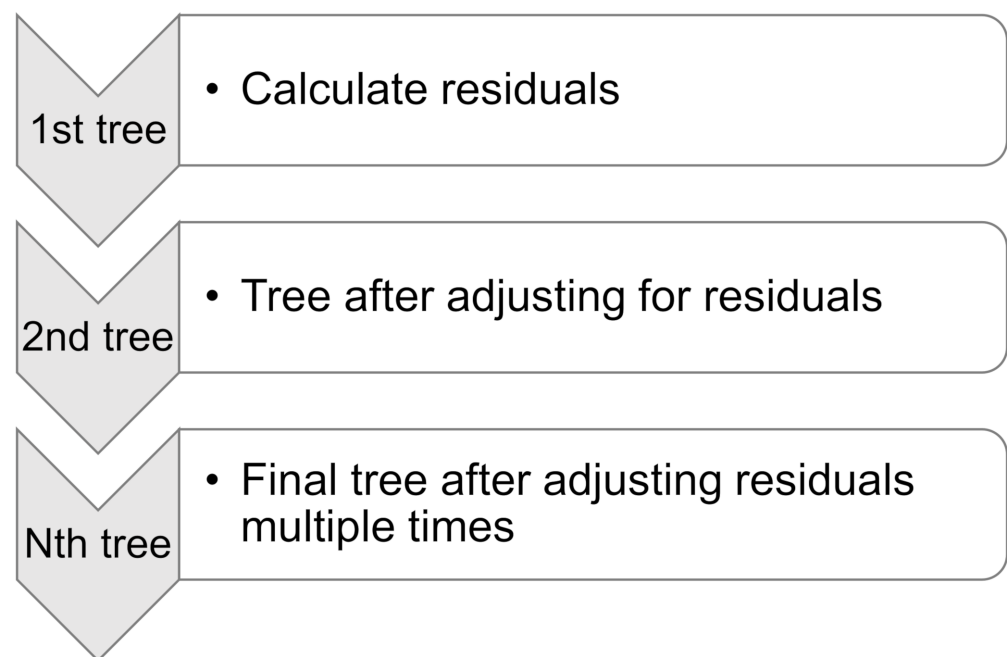 1st tree
• Calculate residuals
2nd tree
• Tree after adjusting for residuals
Nth tree
• Final tree after adjusting residuals
multiple times